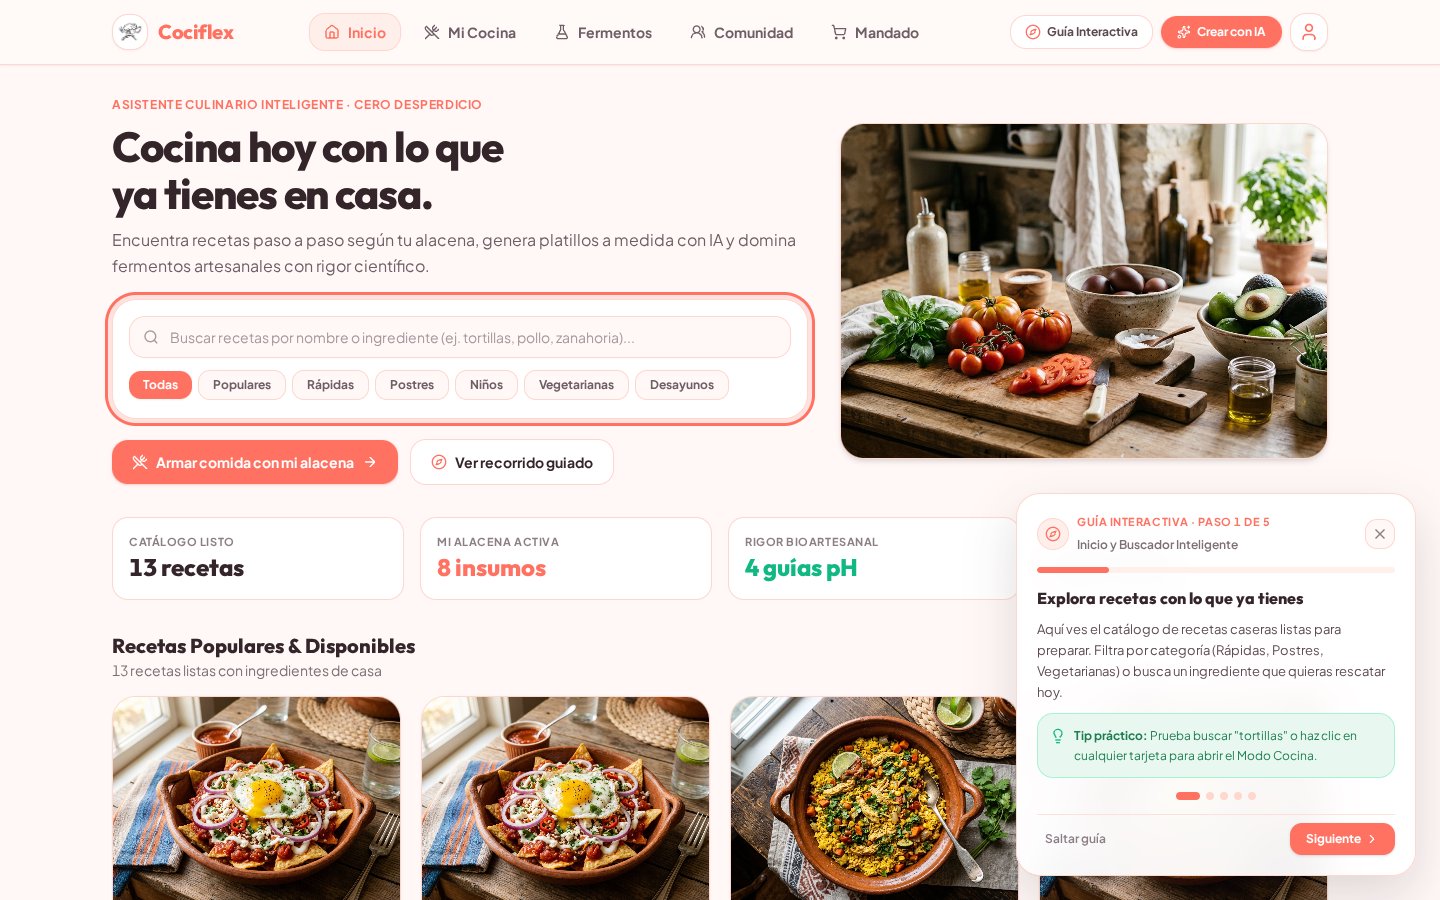 Cociflex
Inicio
Mi Cocina
Fermentos
Comunidad
Mandado
Guía Interactiva
Crear con IA
ASISTENTE CULINARIO INTELIGENTE · CERO DESPERDICIO
Cocina hoy con lo que
ya tienes en casa.
Encuentra recetas paso a paso según tu alacena, genera platillos a medida con IA y domina
fermentos artesanales con rigor científico.
Buscar recetas por nombre o ingrediente (ej. tortillas, pollo, zanahoria)...
Todas
Populares
Rápidas
Postres
Niños
Vegetarianas
Desayunos
Armar comida con mi alacena
Ver recorrido guiado
CATÁLOGO LISTO
13 recetas
MI ALACENA ACTIVA
8 insumos
RIGOR BIOARTESANAL
4 guías pH
Recetas Populares & Disponibles
13 recetas listas con ingredientes de casa
GUÍA INTERACTIVA · PASO 1 DE 5
Inicio y Buscador Inteligente
Explora recetas con lo que ya tienes
Aquí ves el catálogo de recetas caseras listas para
preparar. Filtra por categoría (Rápidas, Postres,
Vegetarianas) o busca un ingrediente que quieras rescatar
hoy.
Tip práctico: Prueba buscar "tortillas" o haz clic en
cualquier tarjeta para abrir el Modo Cocina.
Saltar guía
Siguiente